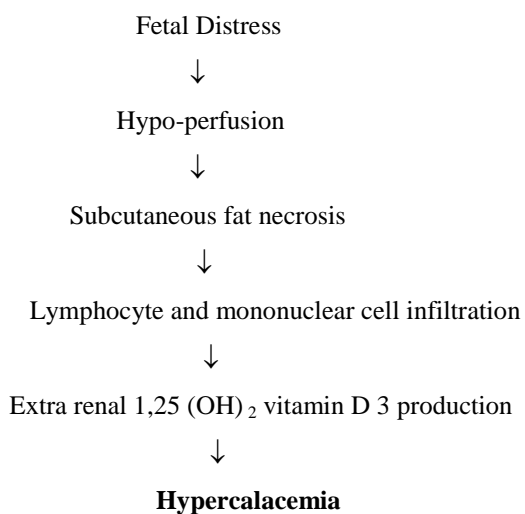 Fetal Distress
↓
Hypo-perfusion
↓
Subcutaneous fat necrosis
↓
Lymphocyte and mononuclear cell infiltration
↓
Extra renal 1,25 (OH) 2 vitamin D 3 production
↓
Hypercalacemia